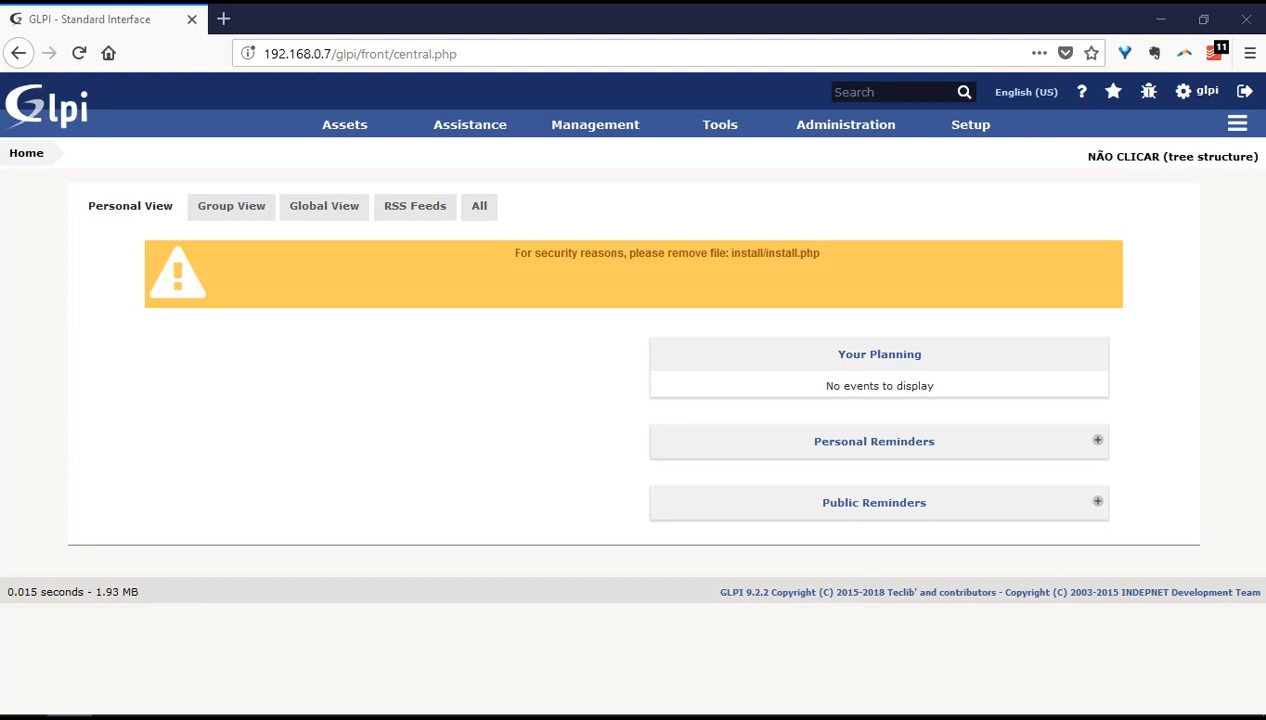 GLPI - Standard Interface
192.168.0.7/glpi/front/central.php
11
Glpi
Search
English (US)
?
glpi
Assets
Assistance
Management
Tools
Administration
Setup
Home
NÃO CLICAR (tree structure)
Personal View
Group View
Global View
RSS Feeds
All
For security reasons, please remove file: install/install.php
Your Planning
No events to display
Personal Reminders
Public Reminders
0.015 seconds - 1.93 MB
GLPI 9.2.2 Copyright (C) 2015-2018 Teclib' and contributors - Copyright (C) 2003-2015 INDEPNET Development Team